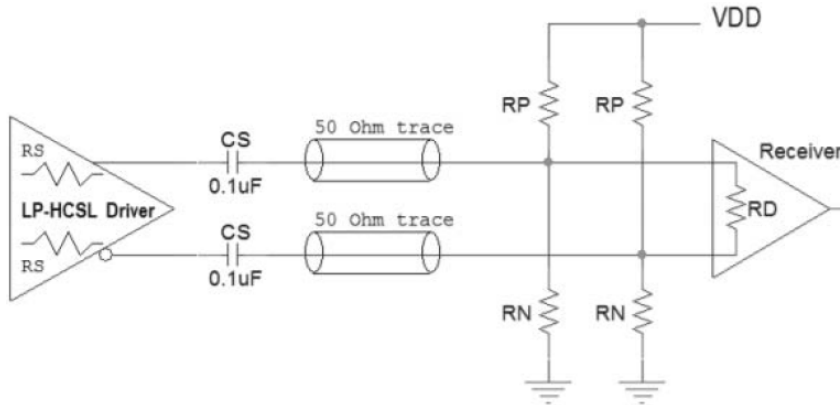 VDD
RP
RP
CS
50 Ohm trace
Receiver
RS
0.1uF
LP-HCSL Driver
RD
50 Ohm trace
CS
RS
0.1uF
RN
RN